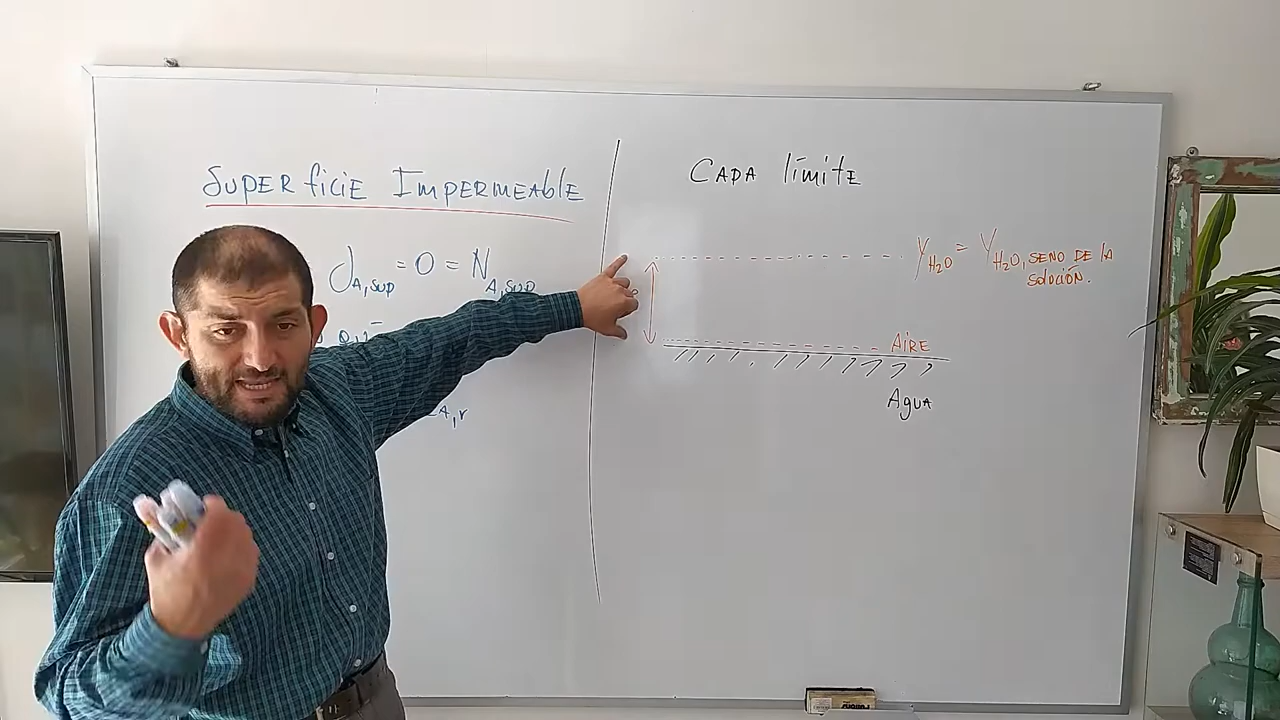 Superficie Impermeable
J A,sup = 0 = N A,sup
A,r
Capa límite
Y H2O = Y H2O, seno de la
solución.
Aire
Agua